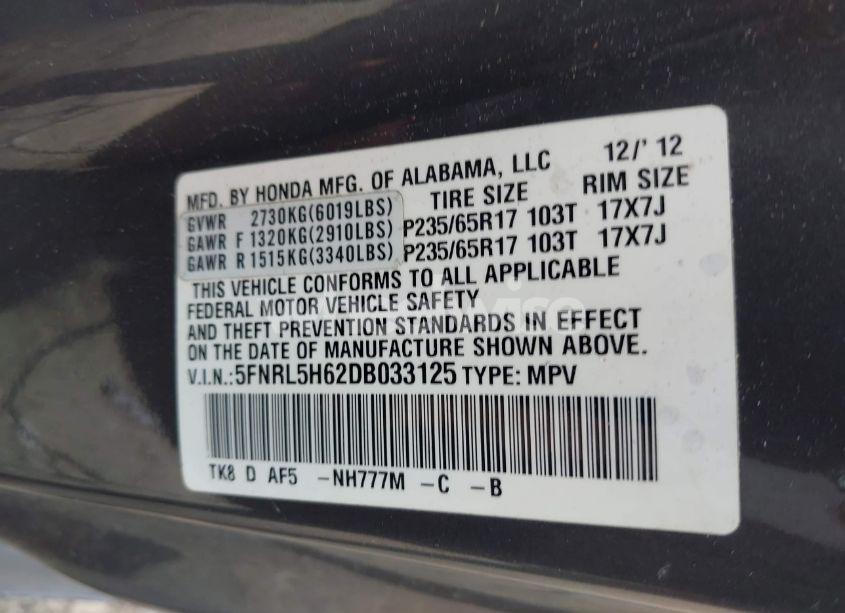 MFD. BY HONDA MFG. OF ALABAMA, LLC 12/'12
TIRE SIZE RIM SIZE
GVWR 2730KG(6019LBS)
GAWR F 1320KG(2910LBS) P235/65R17 103T 17X7J
GAWR R 1515KG(3340LBS) P235/65R17 103T 17X7J
THIS VEHICLE CONFORMS TO ALL APPLICABLE
FEDERAL MOTOR VEHICLE SAFETY
AND THEFT PREVENTION STANDARDS IN EFFECT
ON THE DATE OF MANUFACTURE SHOWN ABOVE.
V.I.N.:5FNRL5H62DB033125 TYPE: MPV
TK8 D AF5 -NH777M -C -B